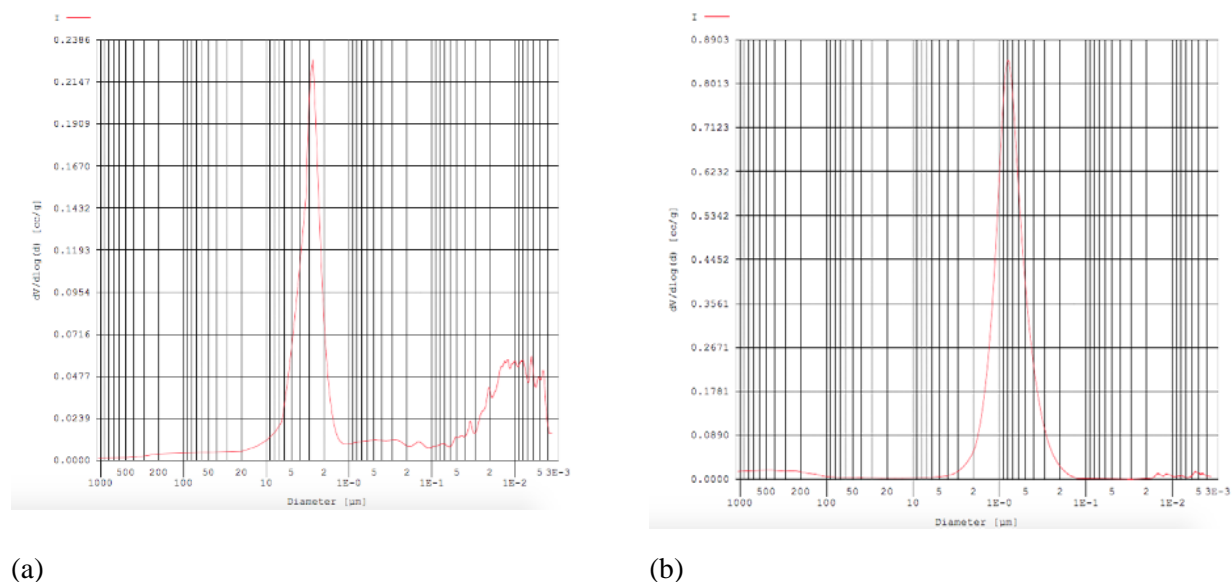 I
0.2386
0.2147
0.1909
0.1670
0.1432
0.1193
0.0954
0.0716
0.0477
0.0239
0.0000
dV/dlog(d) [cc/g]
500 200 50 20 5 2 5 2 5 2 5 3E-3
1000 100 10 1E-0 1E-1 1E-2
Diameter [µm]
(a)
I
0.8903
0.8013
0.7123
0.6232
0.5342
0.4452
0.3561
0.2671
0.1781
0.0890
0.0000
dV/dlog(d) [cc/g]
500 200 50 20 5 2 5 2 5 2 5 3E-3
1000 100 10 1E-0 1E-1 1E-2
Diameter [µm]
(b)